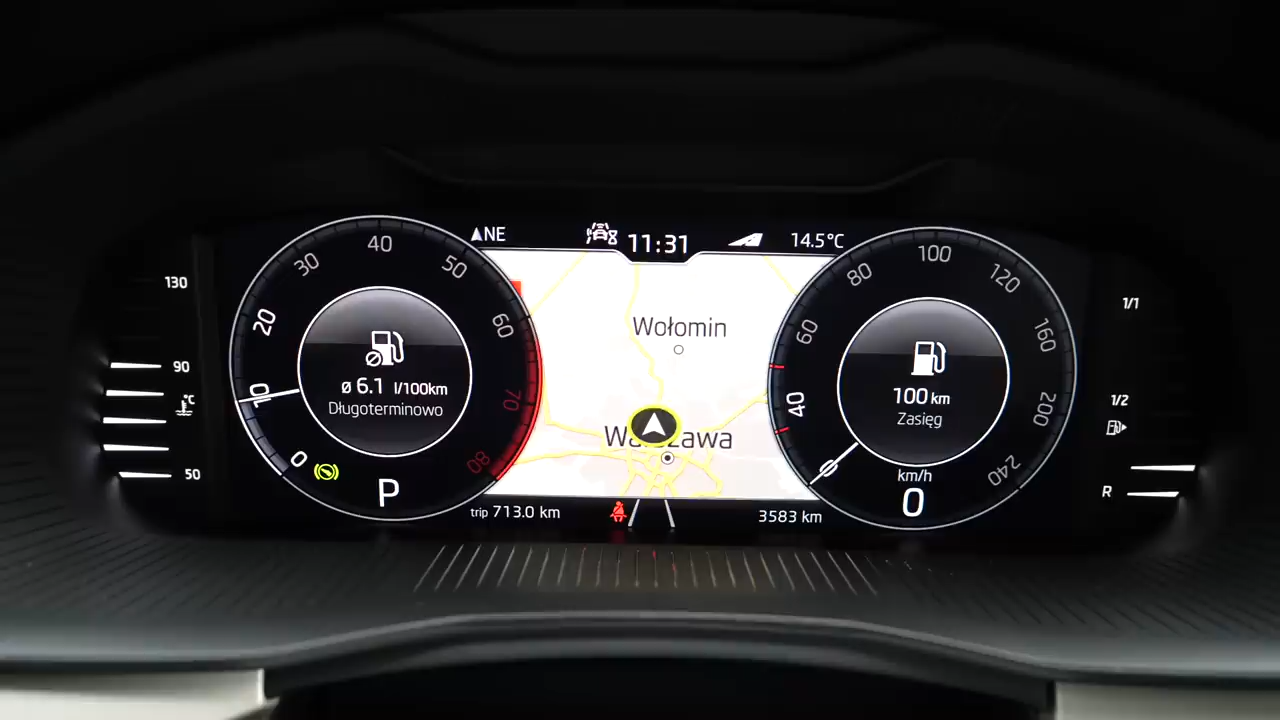 NE
11:31
14.5°C
130
90
°C
50
0
10
20
30
40
50
60
70
80
ø 6.1 l/100km
Długoterminowo
P
Wołomin
Warszawa
trip 713.0 km
3583 km
0
40
60
80
100
120
160
200
240
100 km
Zasięg
km/h
0
1/1
1/2
R